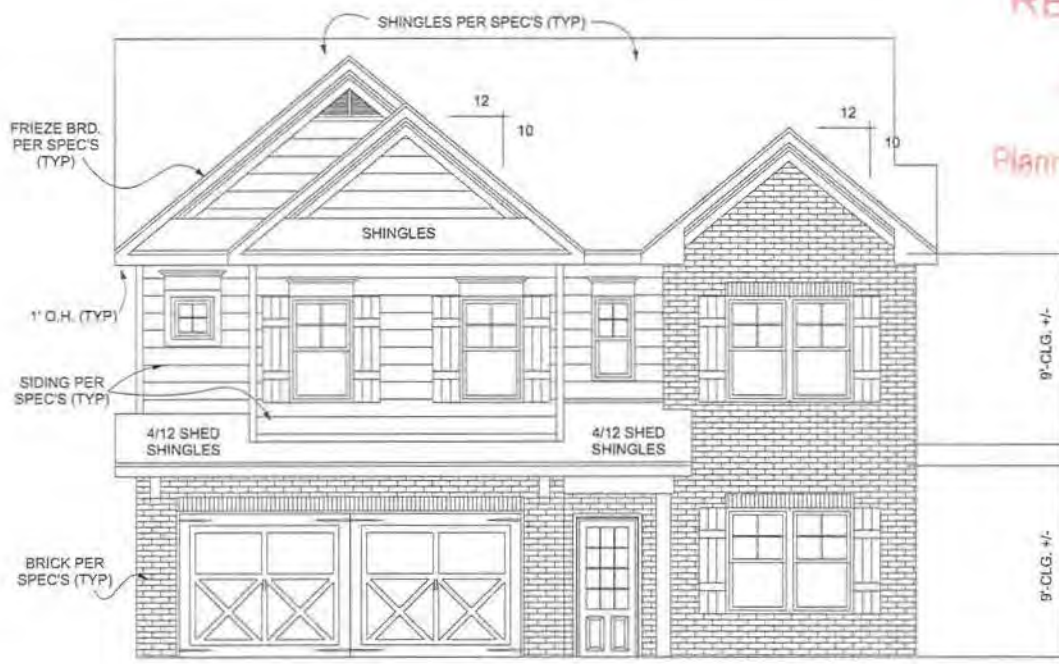 SHINGLES PER SPEC'S (TYP)
12
10
12
10
FRIEZE BRD.
PER SPEC'S
(TYP)
Plann
SHINGLES
1' O.H. (TYP)
SIDING PER
SPEC'S (TYP)
4/12 SHED
SHINGLES
4/12 SHED
SHINGLES
9'-CLG. +/-
BRICK PER
SPEC'S (TYP)
9'-CLG. +/-